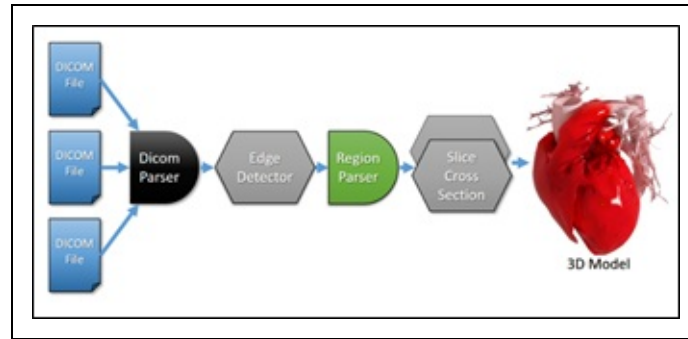 DICOM
File
DICOM
File
DICOM
File
Dicom
Parser
Edge
Detector
Region
Parser
Slice
Cross
Section
3D Model